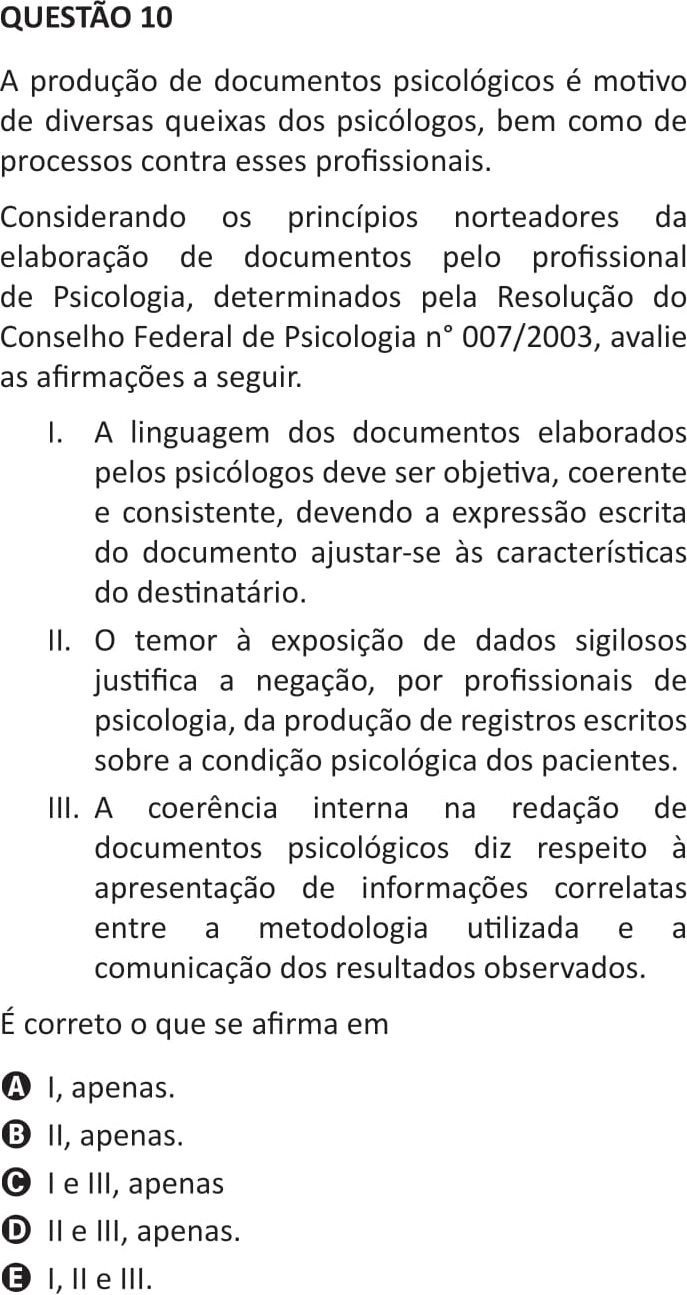 QUESTÃO 10
A produção de documentos psicológicos é motivo
de diversas queixas dos psicólogos, bem como de
processos contra esses profissionais.
Considerando os princípios norteadores da
elaboração de documentos pelo profissional
de Psicologia, determinados pela Resolução do
Conselho Federal de Psicologia n° 007/2003, avalie
as afirmações a seguir.
I. A linguagem dos documentos elaborados
pelos psicólogos deve ser objetiva, coerente
e consistente, devendo a expressão escrita
do documento ajustar-se às características
do destinatário.
II. O temor à exposição de dados sigilosos
justifica a negação, por profissionais de
psicologia, da produção de registros escritos
sobre a condição psicológica dos pacientes.
III. A coerência interna na redação de
documentos psicológicos diz respeito à
apresentação de informações correlatas
entre a metodologia utilizada e a
comunicação dos resultados observados.
É correto o que se afirma em
A I, apenas.
B II, apenas.
C I e III, apenas
D II e III, apenas.
E I, II e III.